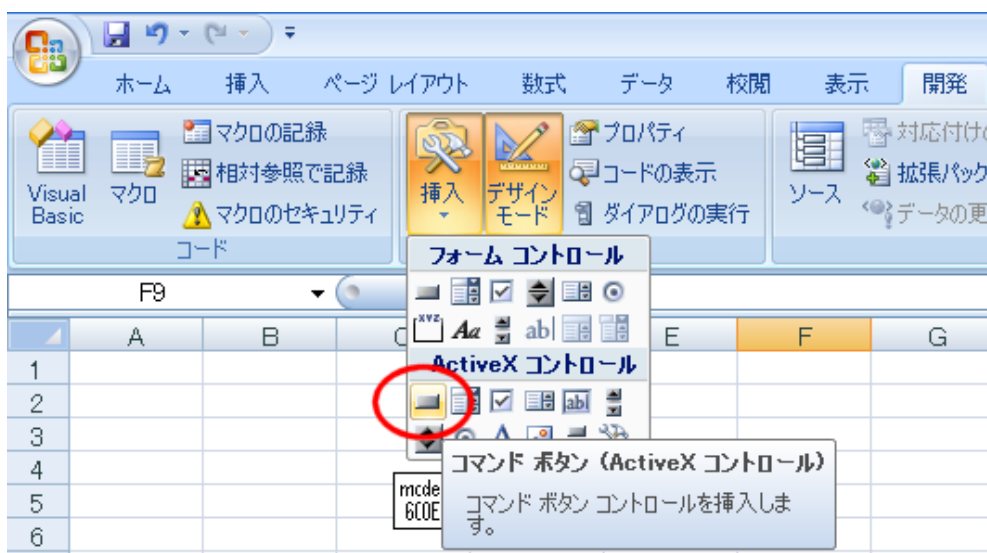 ホーム 挿入 ページ レイアウト 数式 データ 校閲 表示 開発
Visual Basic
マクロ
マクロの記録
相対参照で記録
マクロのセキュリティ
コード
挿入
デザイン モード
プロパティ
コードの表示
ダイアログの実行
ソース
対応付けの
拡張パック
データの更
フォーム コントロール
XYZ Aa ab
F9
A B C E F G
ActiveX コントロール
abl
A
1
2
3
4
5
6
コマンド ボタン (ActiveX コントロール)
コマンド ボタン コントロールを挿入しま
す。
mcde